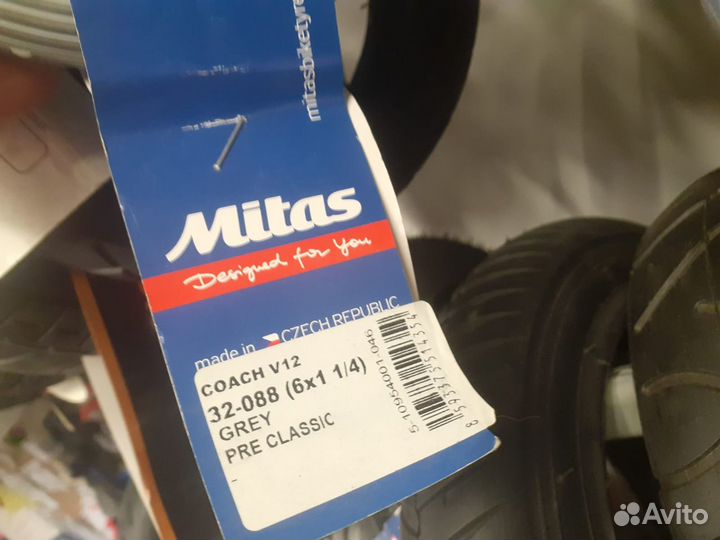 mitasbiketyre
Mitas
Designed for You
made in CZECH REPUBLIC
COACH V12
32-088 (6x1 1/4)
GREY
PRE CLASSIC
5-10954001-046
Avito